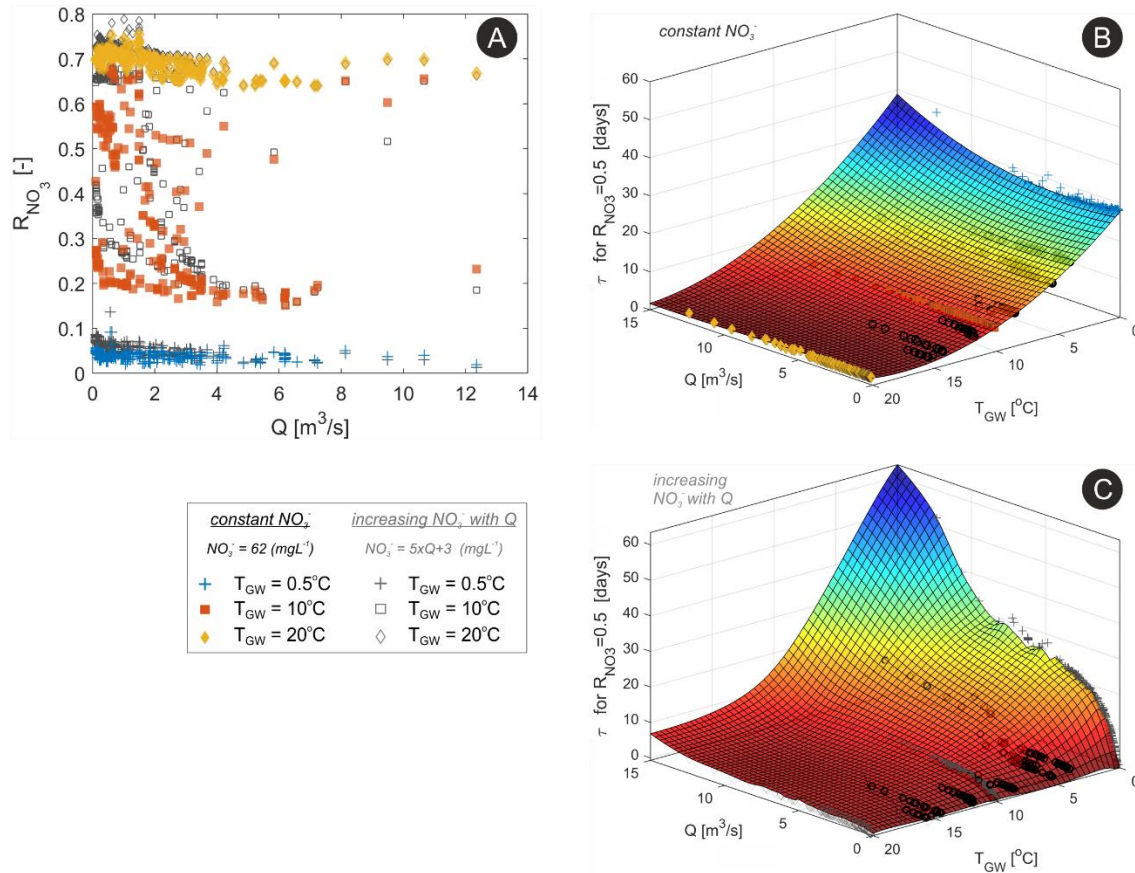 A
0.8
0.7
0.6
0.5
0.4
0.3
0.2
0.1
0
R_NO₃ [-]
0 2 4 6 8 10 12 14
Q [m³/s]
constant NO₃⁻
B
60
50
40
30
20
10
0
τ for R_NO3=0.5 [days]
15 10 5 0
Q [m³/s]
20 15 10 5 0
T_GW [°C]
constant NO₃⁻ increasing NO₃⁻ with Q
NO₃⁻ = 62 (mgL⁻¹) NO₃⁻ = 5xQ+3 (mgL⁻¹)
T_GW = 0.5°C T_GW = 0.5°C
T_GW = 10°C T_GW = 10°C
T_GW = 20°C T_GW = 20°C
increasing
NO₃⁻ with Q
C
60
50
40
30
20
10
0
τ for R_NO3=0.5 [days]
15 10 5 0
Q [m³/s]
20 15 10 5 0
T_GW [°C]